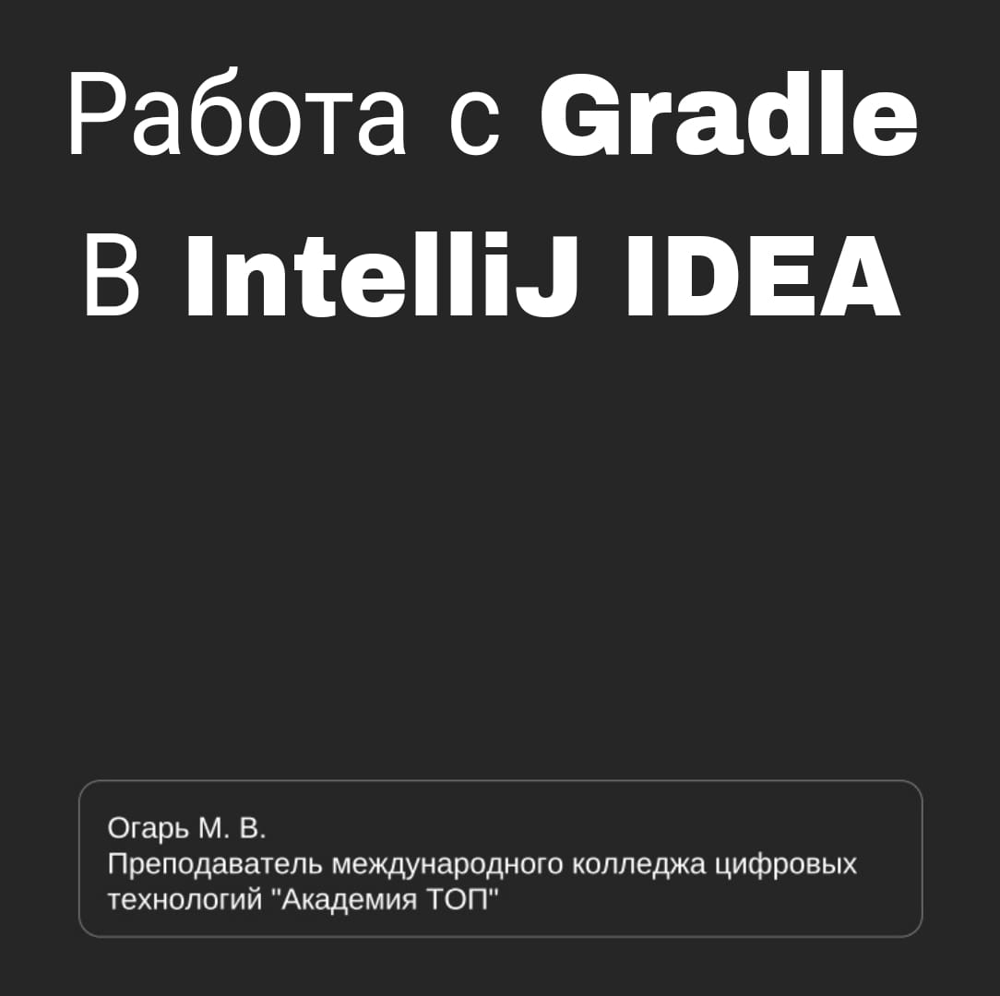 Работа с Gradle
В IntelliJ IDEA
Огарь М. В.
Преподаватель международного колледжа цифровых
технологий "Академия ТОП"